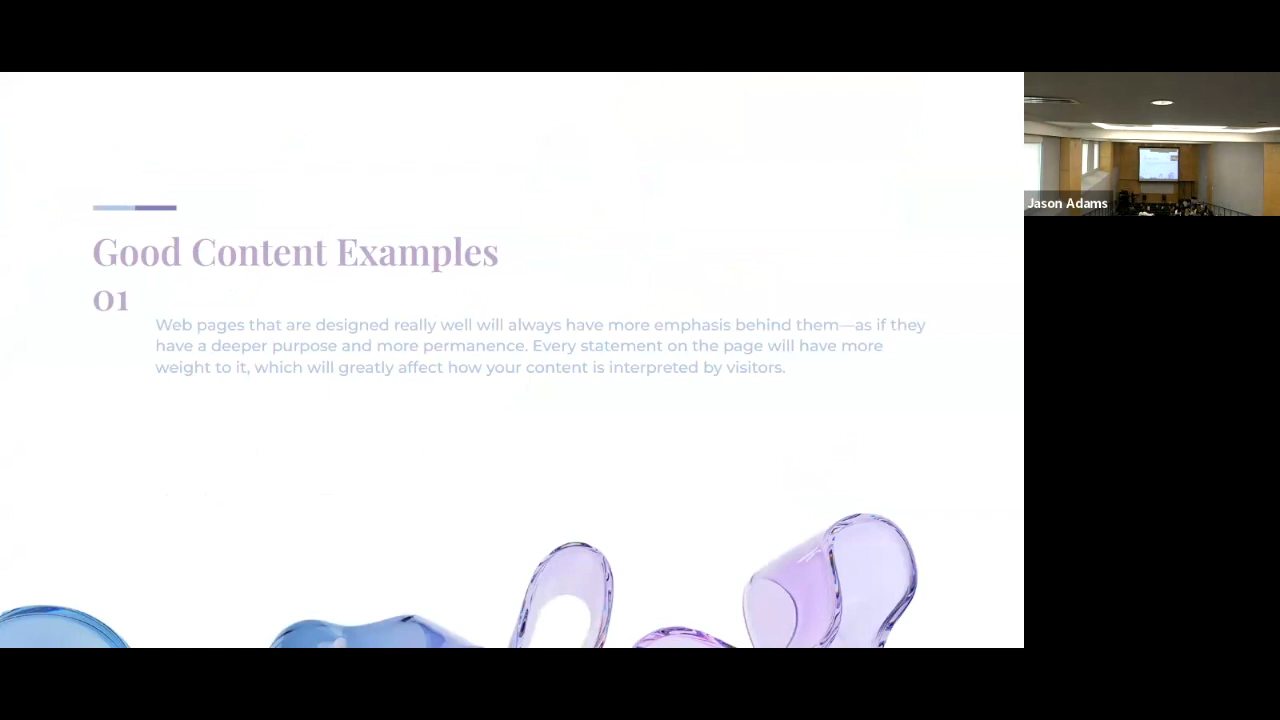 Good Content Examples
01
Web pages that are designed really well will always have more emphasis behind them—as if they
have a deeper purpose and more permanence. Every statement on the page will have more
weight to it, which will greatly affect how your content is interpreted by visitors.
Jason Adams